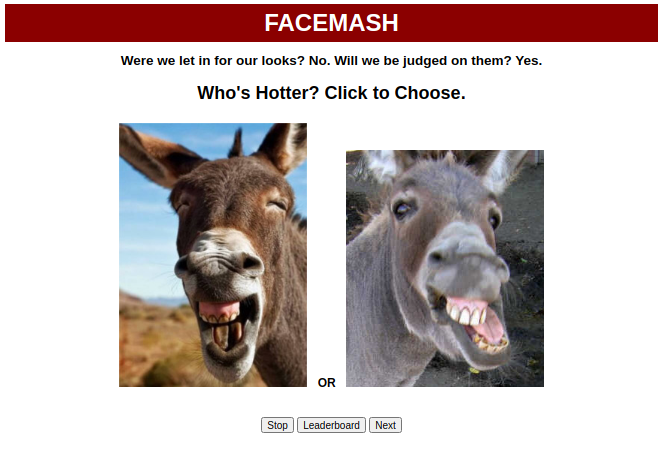 FACEMASH
Were we let in for our looks? No. Will we be judged on them? Yes.
Who's Hotter? Click to Choose.
OR
Stop Leaderboard Next